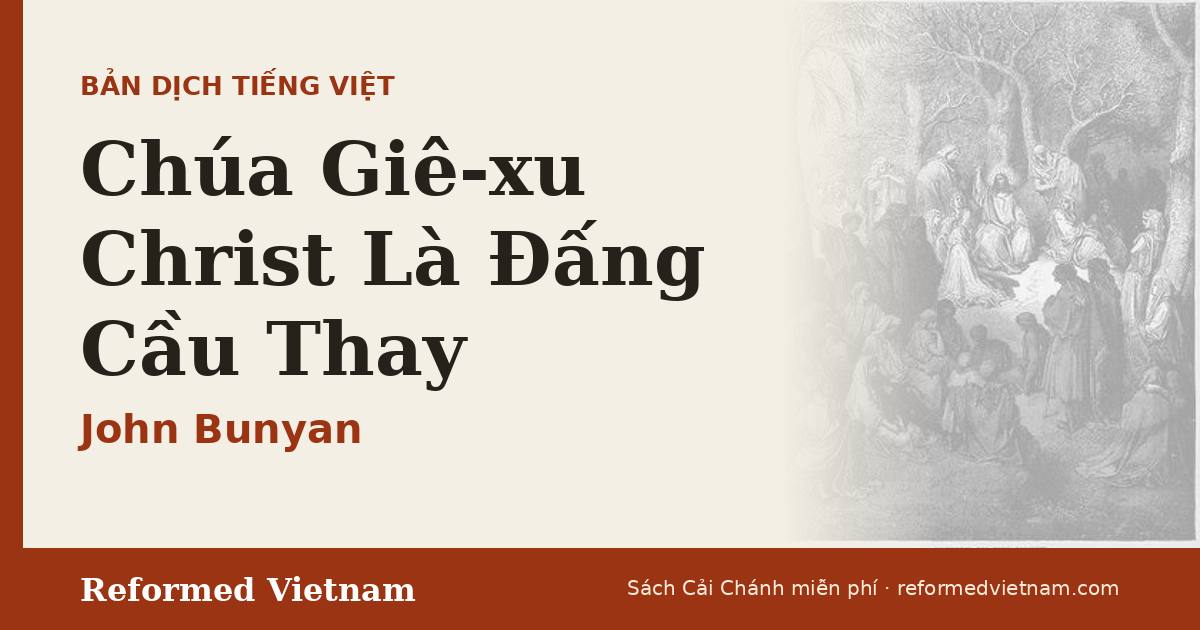 BẢN DỊCH TIẾNG VIỆT
Chúa Giê-xu
Christ Là Đấng
Cầu Thay
John Bunyan
Reformed Vietnam
Sách Cải Chánh miễn phí · reformedvietnam.com